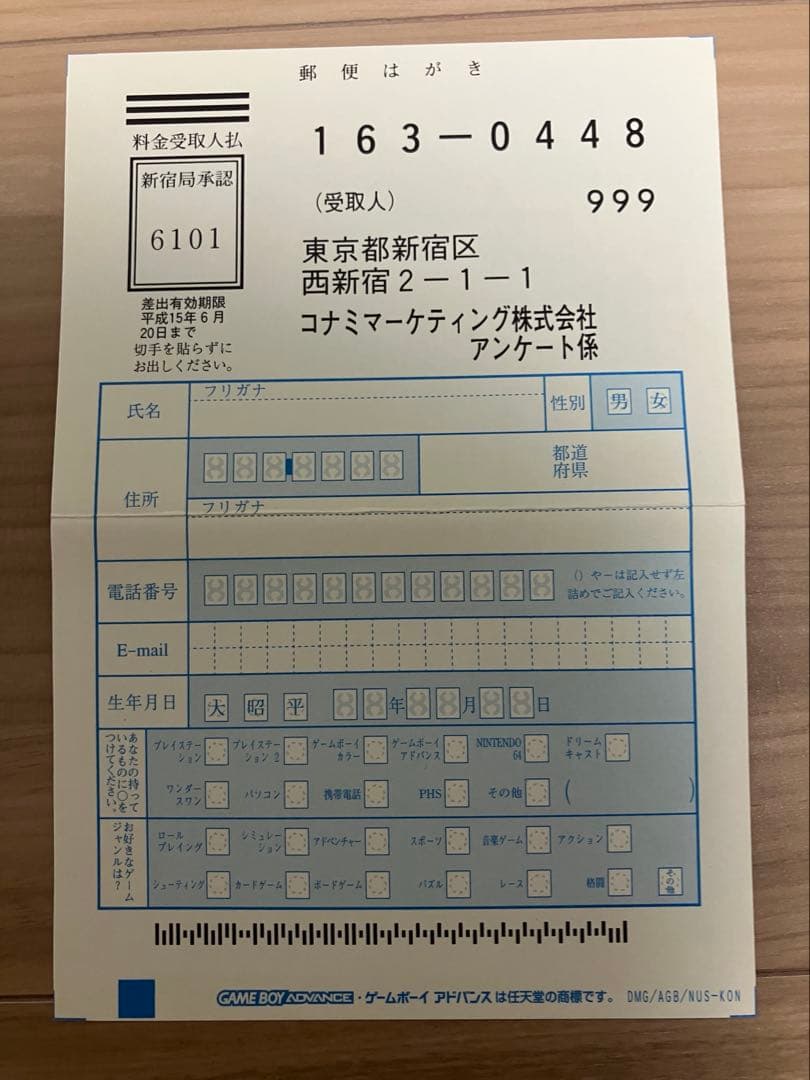 郵便はがき
料金受取人払
新宿局承認
6101
差出有効期限
平成15年6月
20日まで
切手を貼らずに
お出しください。
163-0448
(受取人)
999
東京都新宿区
西新宿2-1-1
コナミマーケティング株式会社
アンケート係
氏名
フリガナ
性別
男 女
住所
都道
府県
フリガナ
電話番号
() や-は記入せず左
詰めでご記入ください。
E-mail
生年月日
大 昭 平 年 月 日
あなたの持って
いるものに○を
つけてください。
プレイステー
ション
プレイステー
ション 2
ゲームボーイ
カラー
ゲームボーイ
アドバンス
NINTENDO
64
ドリーム
キャスト
ワンダー
スワン
パソコン
携帯電話
PHS
その他
( )
お好きなゲーム
ジャンルは?
ロール
プレイング
シミュレー
ション
アドベンチャー
スポーツ
音楽ゲーム
アクション
シューティング
カードゲーム
ボードゲーム
パズル
レース
格闘
その他
GAME BOY ADVANCE・ゲームボーイ アドバンスは任天堂の商標です。 DMG/AGB/NUS-KON